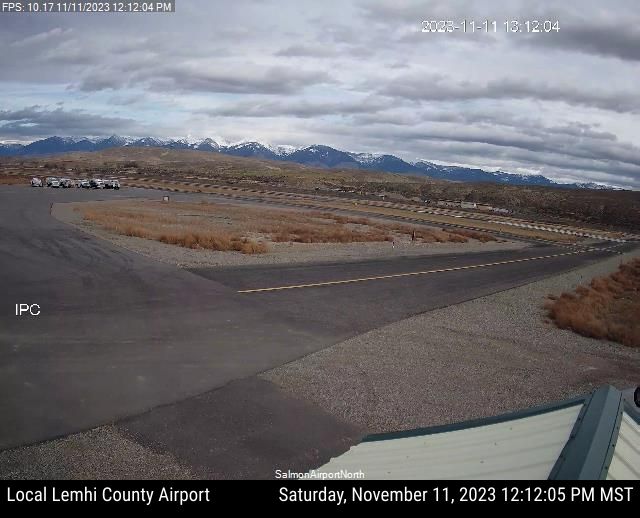 FPS: 10.17 11/11/2023 12:12:04 PM
2023-11-11 13:12:04
IPC
SalmonAirportNorth
Local Lemhi County Airport Saturday, November 11, 2023 12:12:05 PM MST